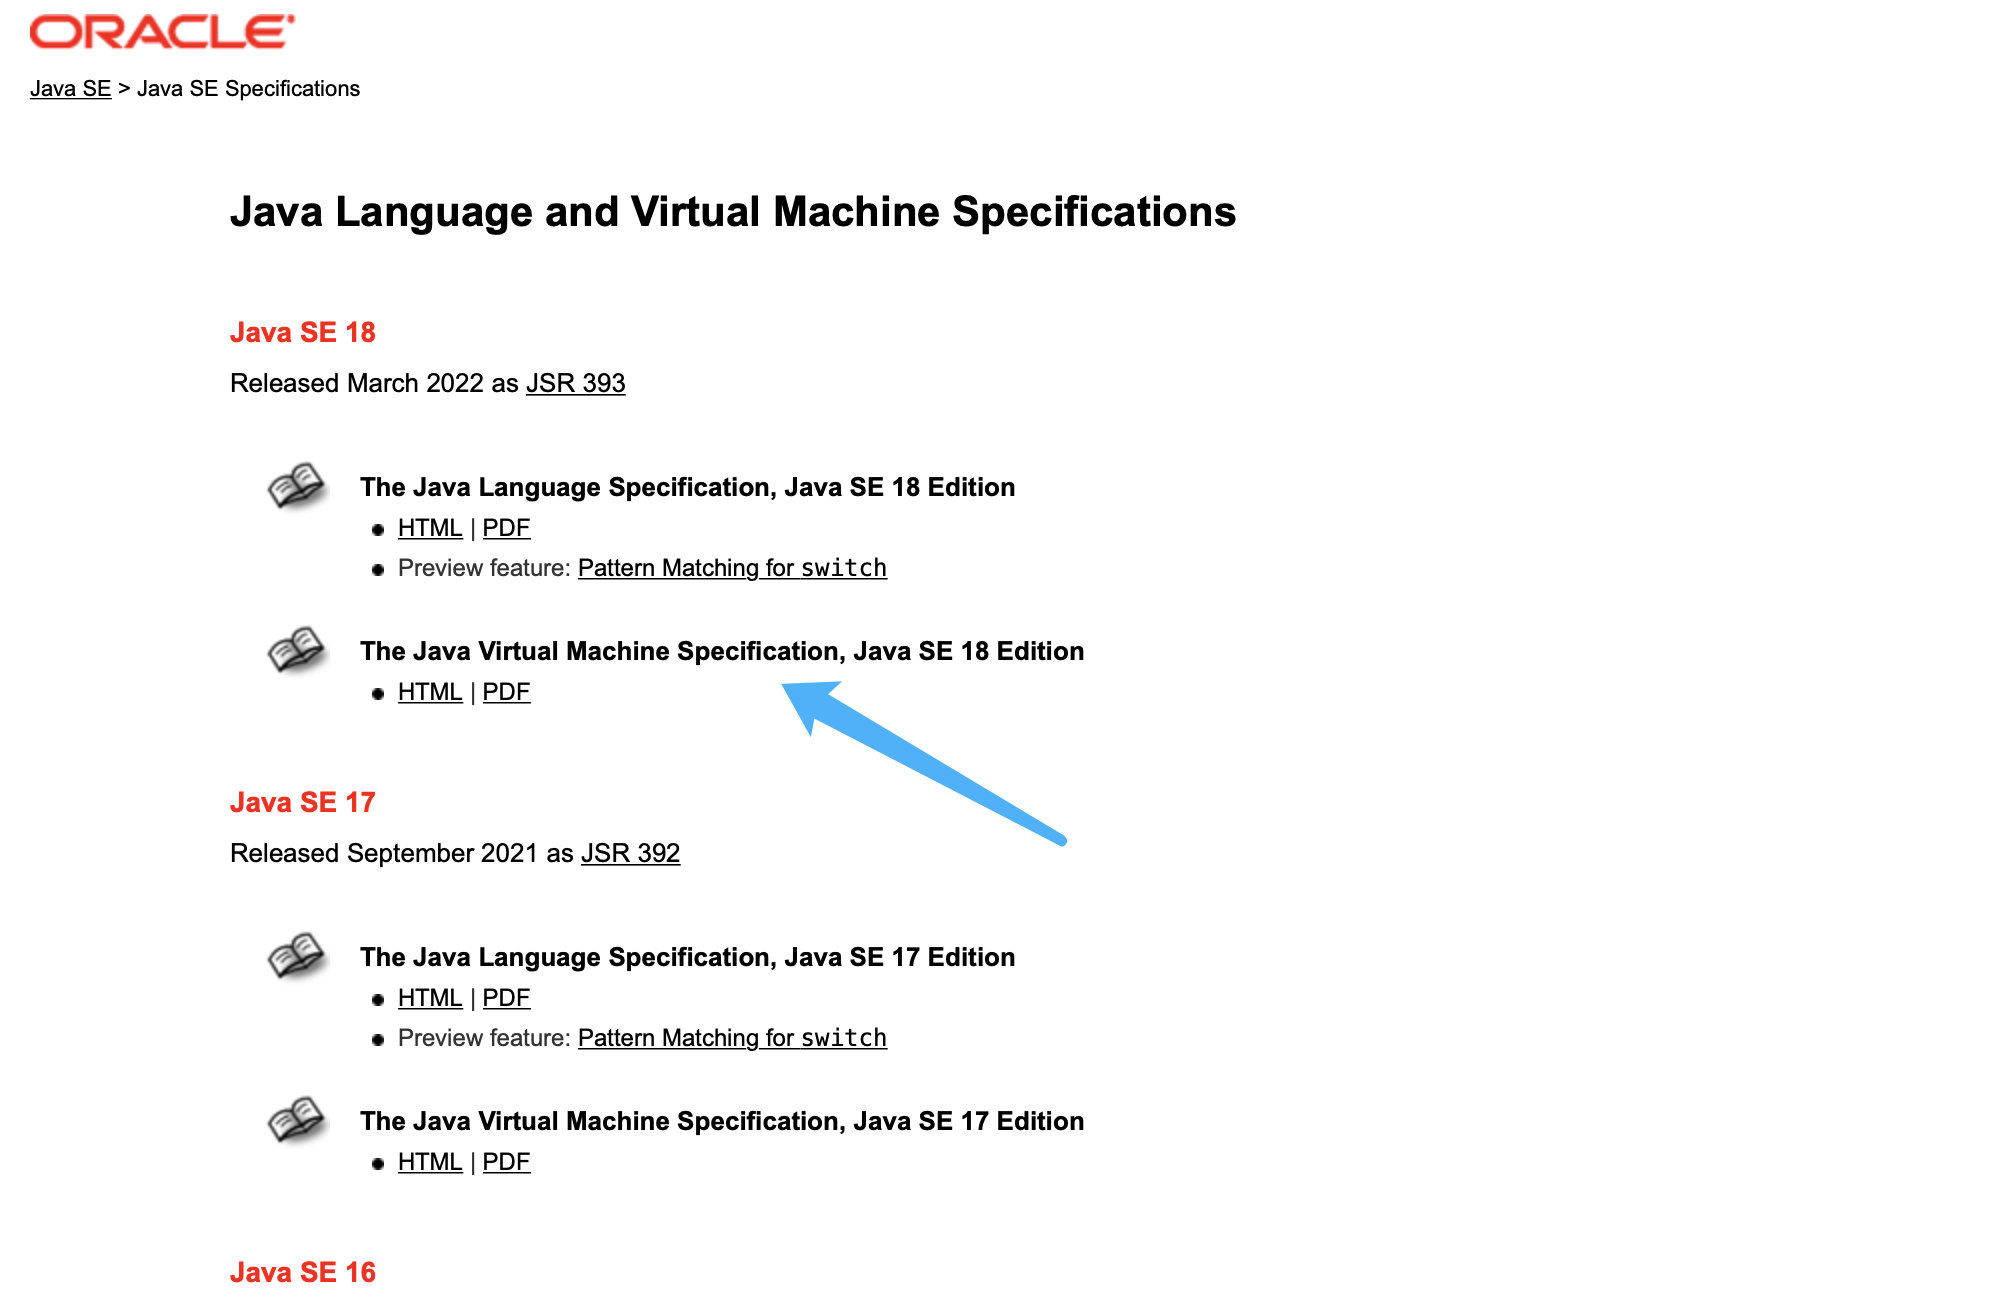 ORACLE
Java SE > Java SE Specifications
Java Language and Virtual Machine Specifications
Java SE 18
Released March 2022 as JSR 393
The Java Language Specification, Java SE 18 Edition
• HTML | PDF
• Preview feature: Pattern Matching for switch
The Java Virtual Machine Specification, Java SE 18 Edition
• HTML | PDF
Java SE 17
Released September 2021 as JSR 392
The Java Language Specification, Java SE 17 Edition
• HTML | PDF
• Preview feature: Pattern Matching for switch
The Java Virtual Machine Specification, Java SE 17 Edition
• HTML | PDF
Java SE 16